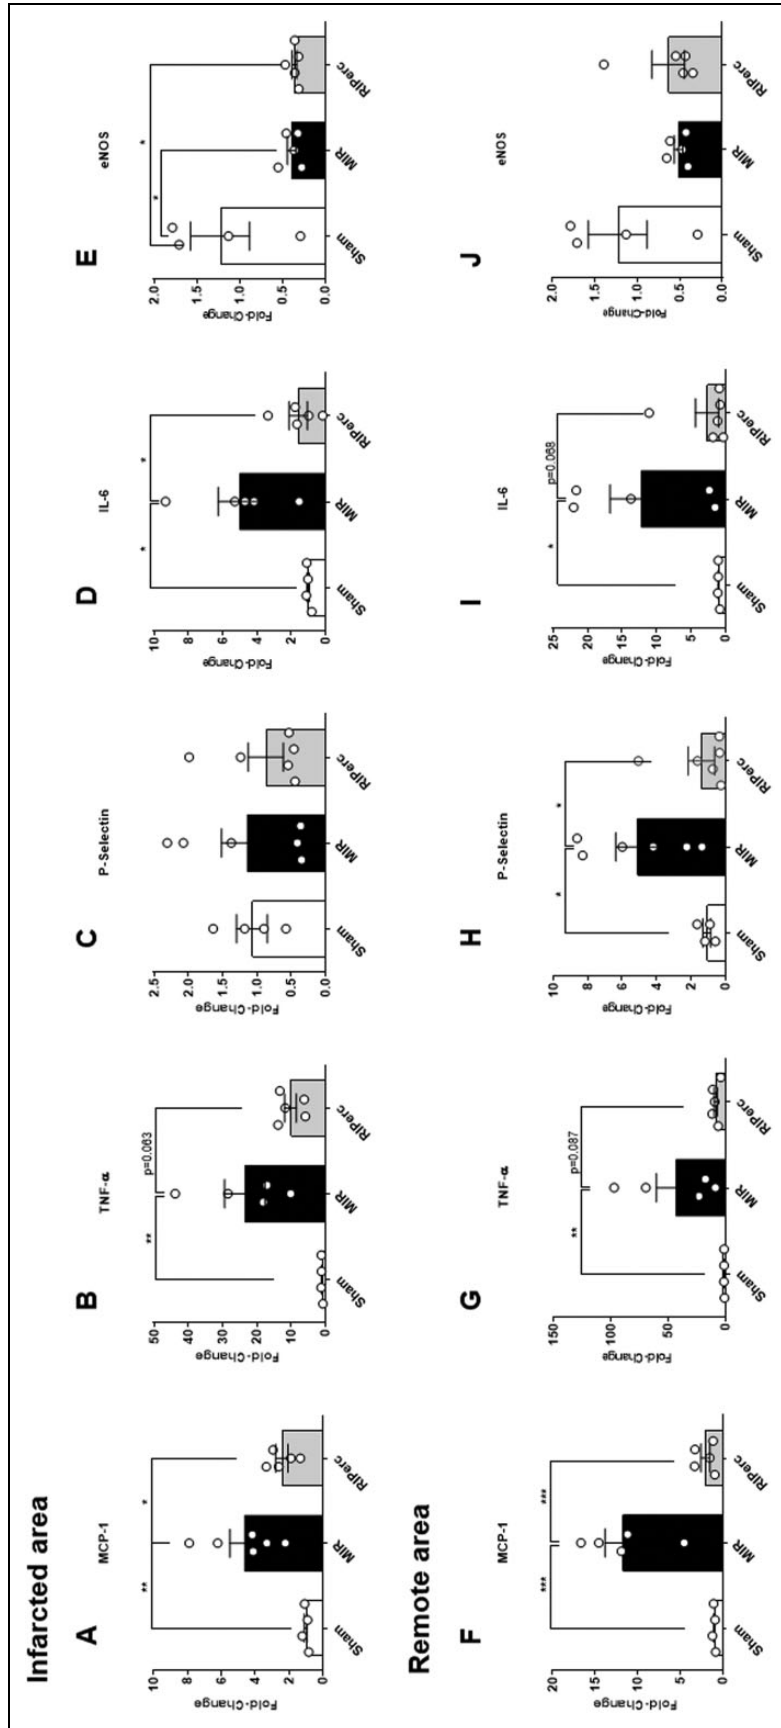 Infarcted area
A
MCP-1
Fold-Change
10
8
6
4
2
0
Sham
MIR
RIPerc
**
*
B
TNF-α
Fold-Change
50
40
30
20
10
0
Sham
MIR
RIPerc
**
p=0.063
C
P-Selectin
Fold-Change
2.5
2.0
1.5
1.0
0.5
0.0
Sham
MIR
RIPerc
D
IL-6
Fold-Change
10
8
6
4
2
0
Sham
MIR
RIPerc
*
*
E
eNOS
Fold-Change
2.0
1.5
1.0
0.5
0.0
Sham
MIR
RIPerc
*
*
Remote area
F
MCP-1
Fold-Change
20
15
10
5
0
Sham
MIR
RIPerc
***
***
G
TNF-α
Fold-Change
150
100
50
0
Sham
MIR
RIPerc
**
p=0.087
H
P-Selectin
Fold-Change
10
8
6
4
2
0
Sham
MIR
RIPerc
*
*
I
IL-6
Fold-Change
25
20
15
10
5
0
Sham
MIR
RIPerc
*
p=0.068
J
eNOS
Fold-Change
2.0
1.5
1.0
0.5
0.0
Sham
MIR
RIPerc